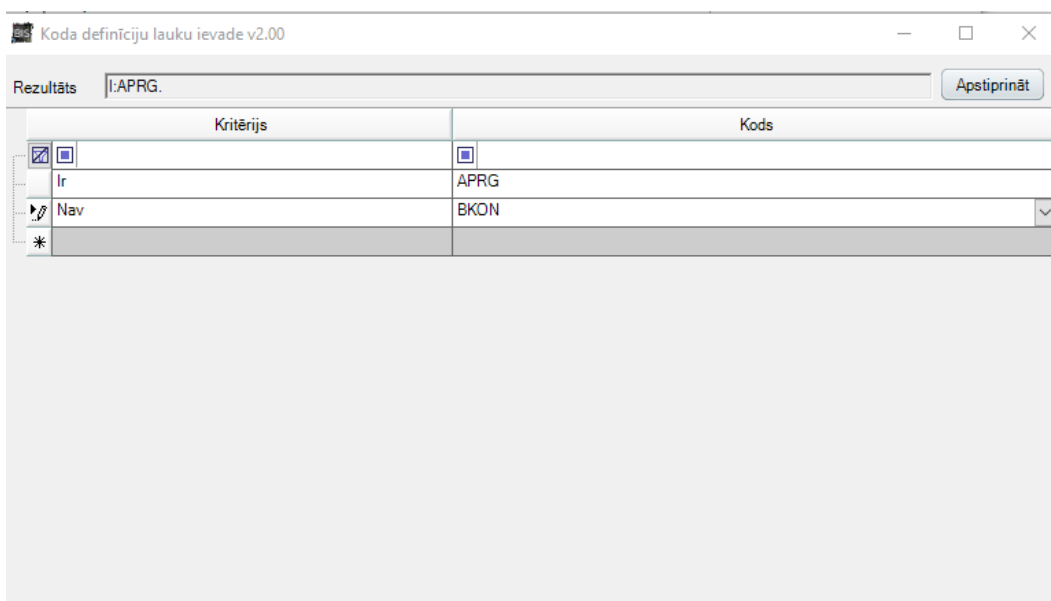 BIS Koda definīciju lauku ievade v2.00
Rezultāts I:APRG. Apstiprināt
Kritērijs Kods
Ir APRG
Nav BKON